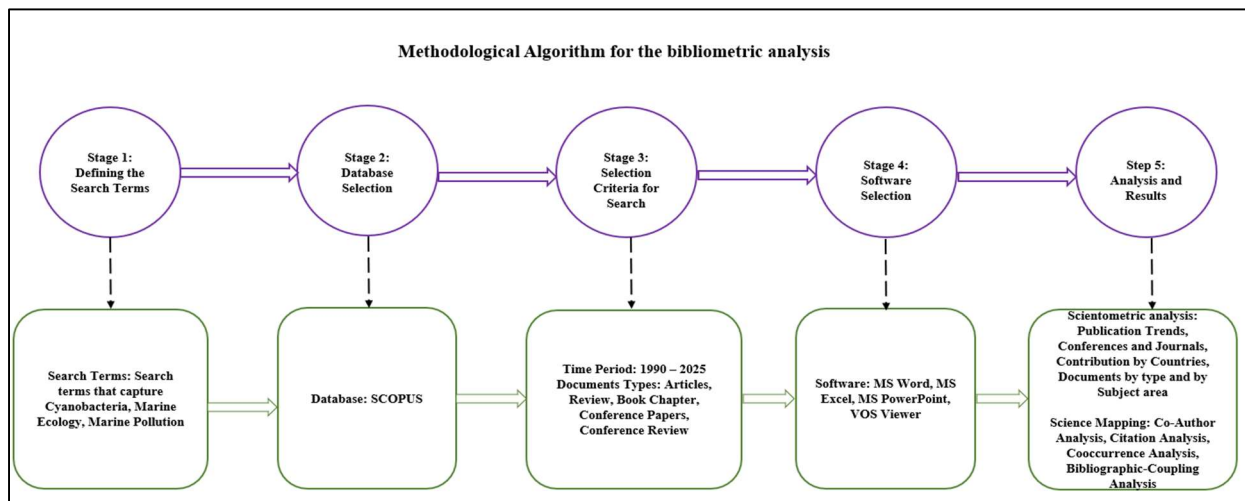 Methodological Algorithm for the bibliometric analysis
Stage 1:
Defining the
Search Terms
Stage 2:
Database
Selection
Stage 3:
Selection
Criteria for
Search
Stage 4:
Software
Selection
Step 5:
Analysis and
Results
Search Terms: Search
terms that capture
Cyanobacteria, Marine
Ecology, Marine Pollution
Database: SCOPUS
Time Period: 1990 – 2025
Documents Types: Articles,
Review, Book Chapter,
Conference Papers,
Conference Review
Software: MS Word, MS
Excel, MS PowerPoint,
VOS Viewer
Scientometric analysis:
Publication Trends,
Conferences and Journals,
Contribution by Countries,
Documents by type and by
Subject area
Science Mapping: Co-Author
Analysis, Citation Analysis,
Cooccurrence Analysis,
Bibliographic-Coupling
Analysis